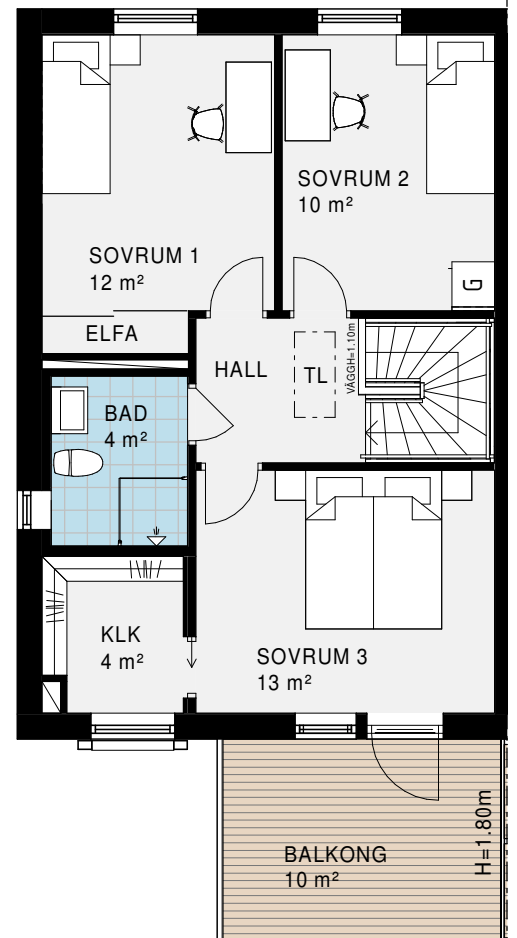 SOVRUM 2
10 m²
SOVRUM 1
12 m²
G
ELFA
HALL
TL
VÄGGH=1.10m
BAD
4 m²
KLK
4 m²
SOVRUM 3
13 m²
BALKONG
10 m²
H=1.80m